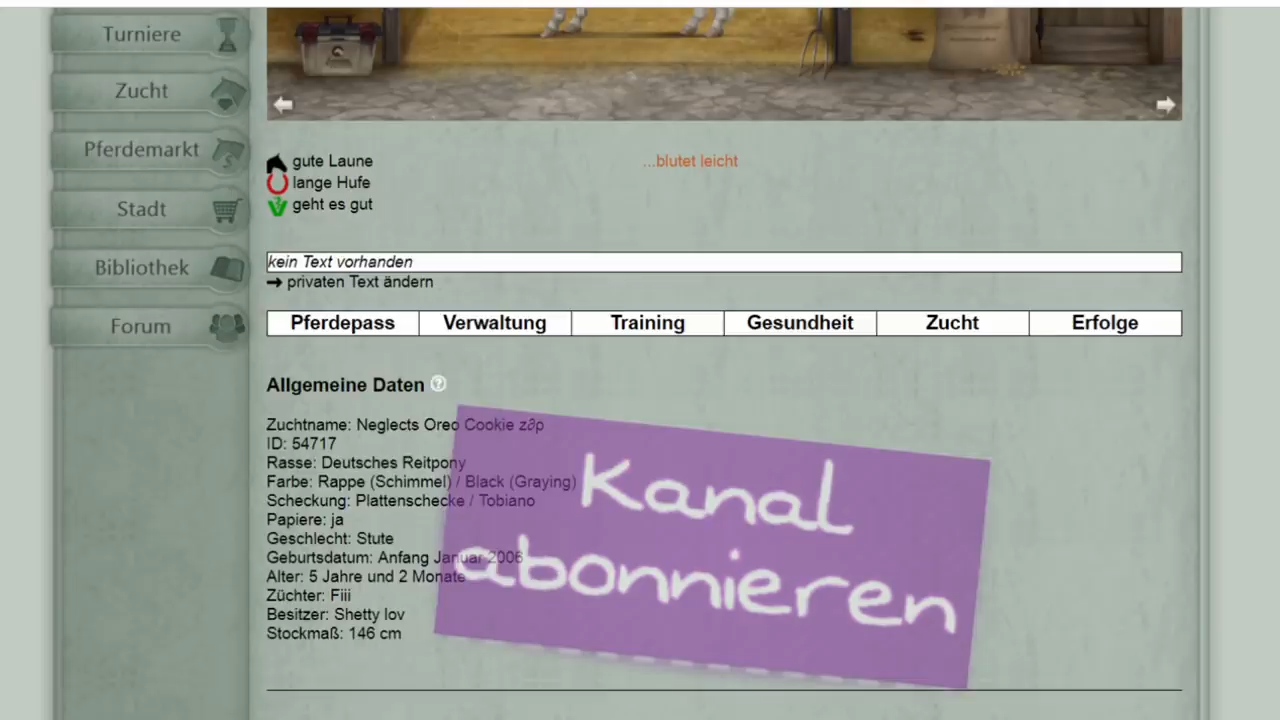 Turniere
Zucht
Pferdemarkt
Stadt
Bibliothek
Forum
gute Laune
lange Hufe
geht es gut
...blutet leicht
kein Text vorhanden
privaten Text ändern
Pferdepass Verwaltung Training Gesundheit Zucht Erfolge
Allgemeine Daten ?
Zuchtname: Neglects Oreo Cookie z∂p
ID: 54717
Rasse: Deutsches Reitpony
Farbe: Rappe (Schimmel) / Black (Graying)
Scheckung: Plattenschecke / Tobiano
Papiere: ja
Geschlecht: Stute
Geburtsdatum: Anfang Januar 2006
Alter: 5 Jahre und 2 Monate
Züchter: Fiii
Besitzer: Shetty lov
Stockmaß: 146 cm
Kanal
abonnieren